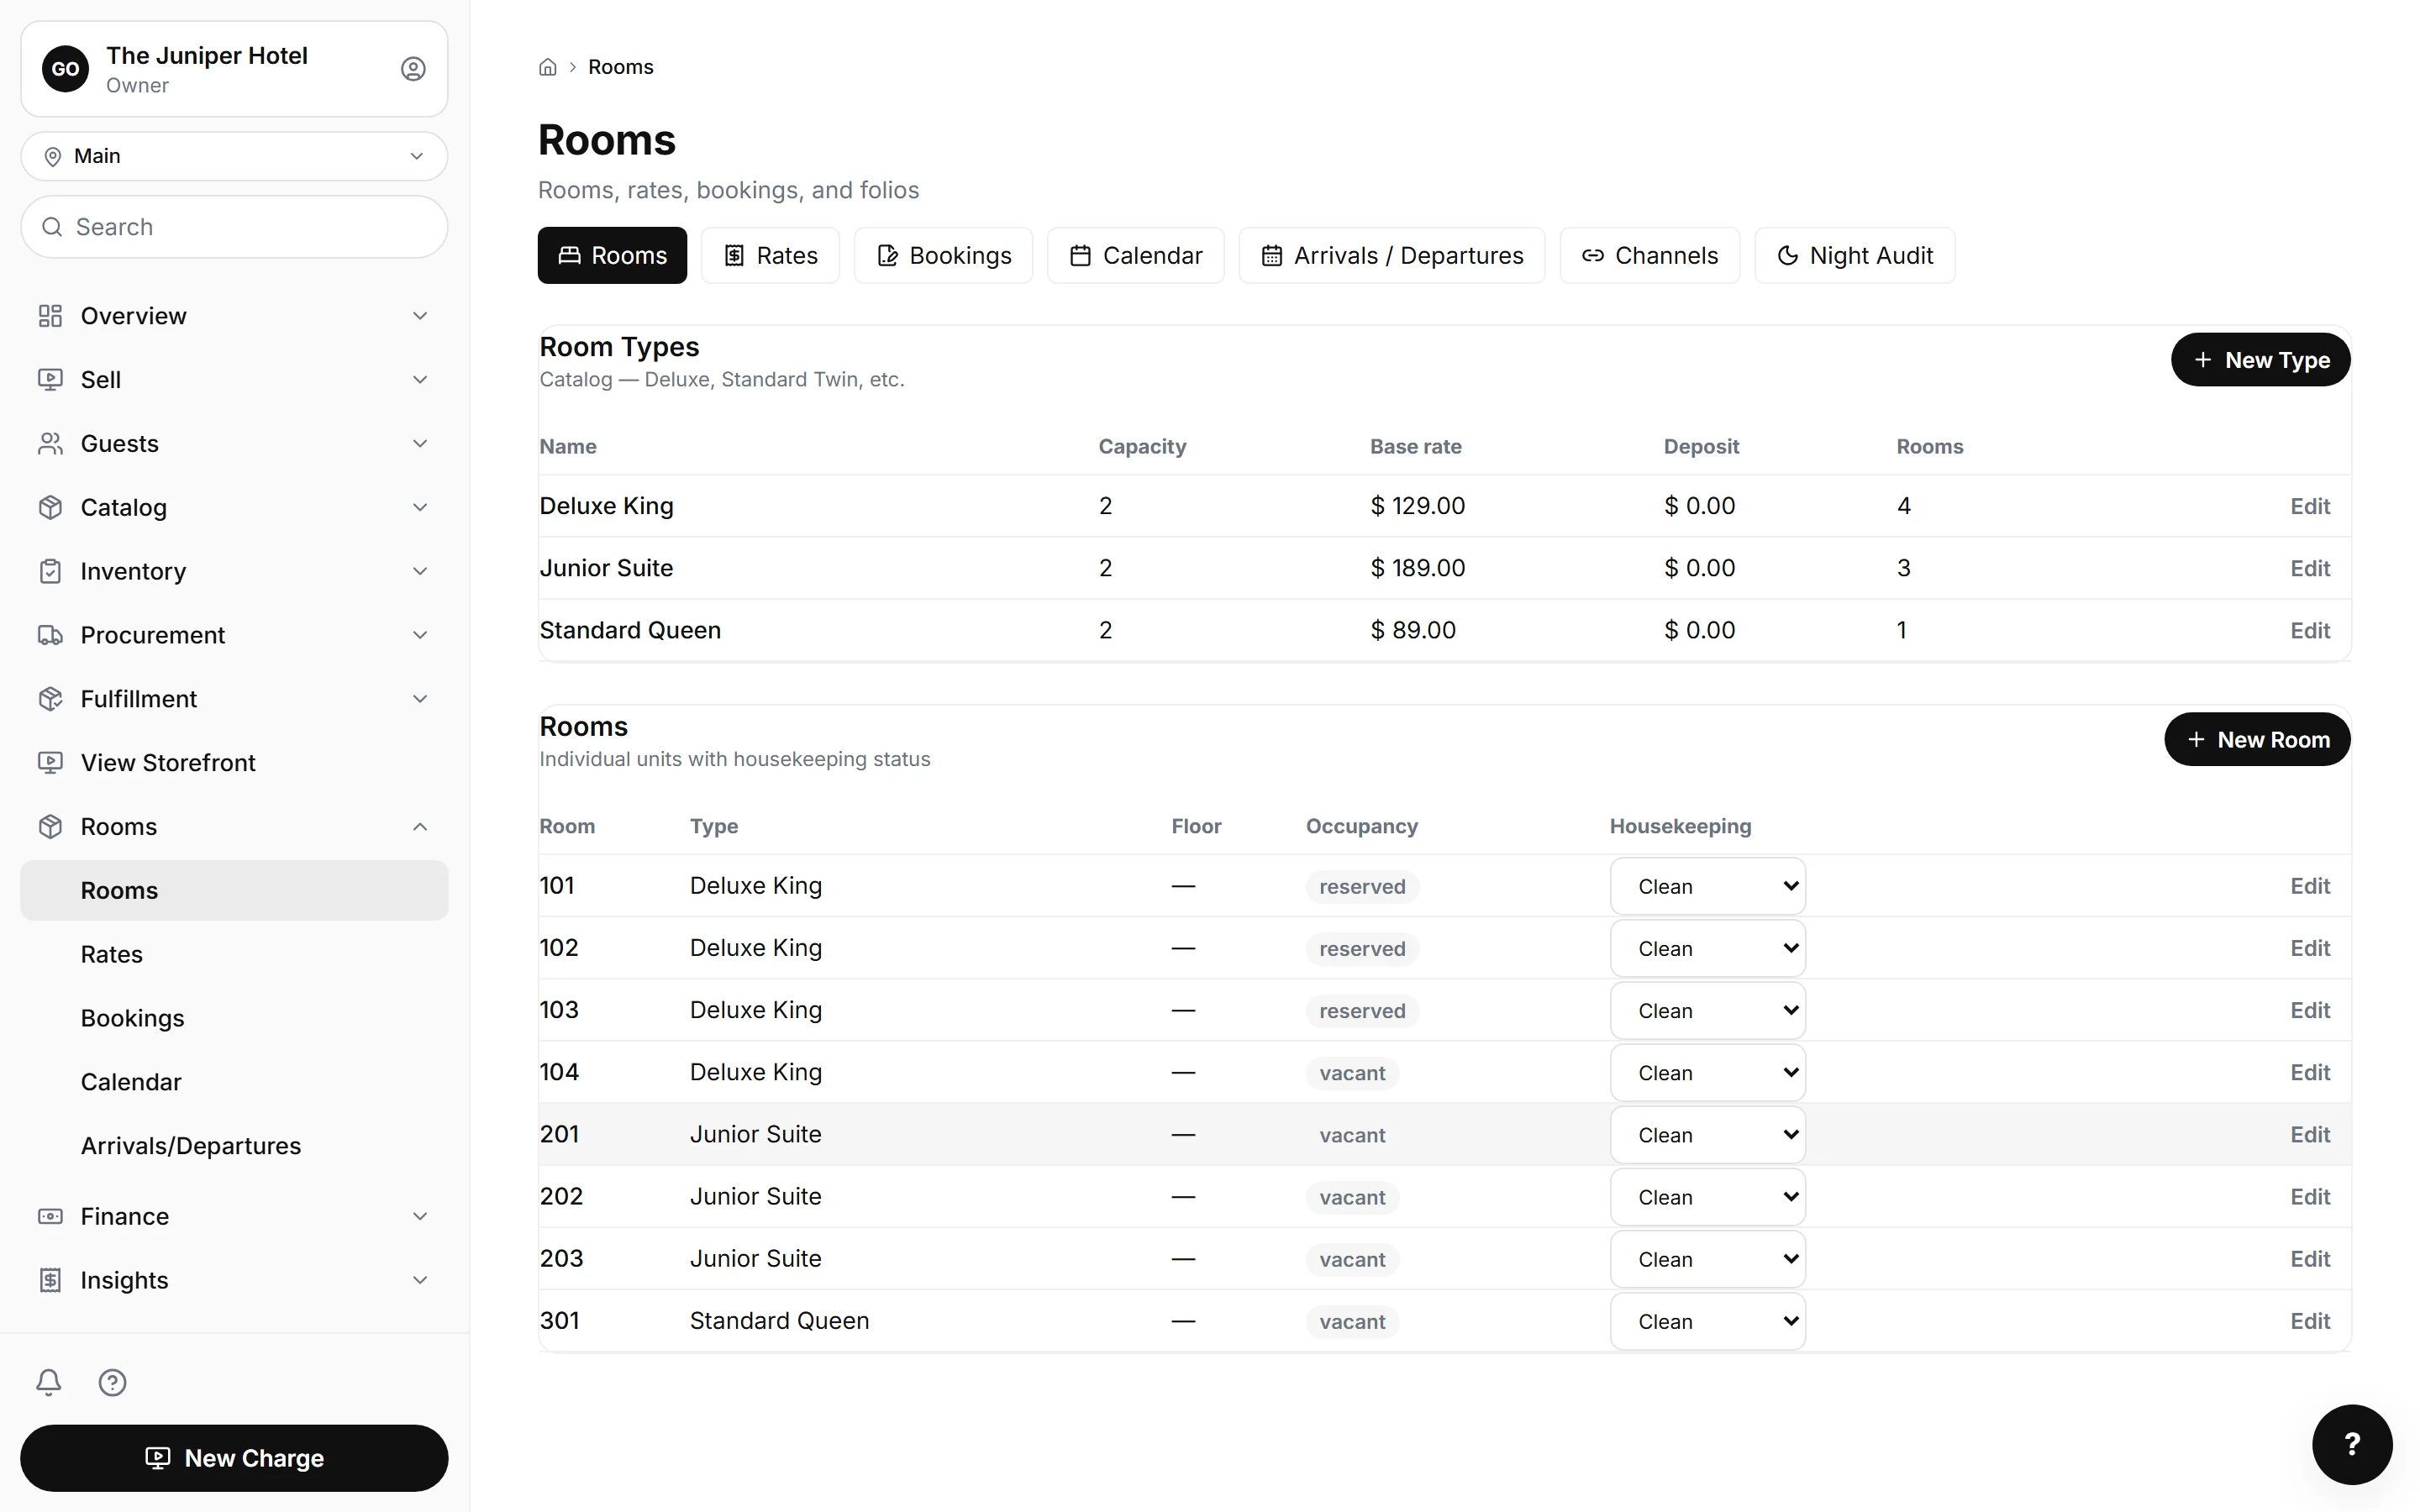 GO
The Juniper Hotel
Owner
Main
Search
Overview
Sell
Guests
Catalog
Inventory
Procurement
Fulfillment
View Storefront
Rooms
Rooms
Rates
Bookings
Calendar
Arrivals/Departures
Finance
Insights
New Charge
Rooms
Rooms
Rooms, rates, bookings, and folios
Rooms Rates Bookings Calendar Arrivals / Departures Channels Night Audit
Room Types
Catalog — Deluxe, Standard Twin, etc.
+ New Type
Name Capacity Base rate Deposit Rooms
Deluxe King 2 $ 129.00 $ 0.00 4 Edit
Junior Suite 2 $ 189.00 $ 0.00 3 Edit
Standard Queen 2 $ 89.00 $ 0.00 1 Edit
Rooms
Individual units with housekeeping status
+ New Room
Room Type Floor Occupancy Housekeeping
101 Deluxe King — reserved Clean Edit
102 Deluxe King — reserved Clean Edit
103 Deluxe King — reserved Clean Edit
104 Deluxe King — vacant Clean Edit
201 Junior Suite — vacant Clean Edit
202 Junior Suite — vacant Clean Edit
203 Junior Suite — vacant Clean Edit
301 Standard Queen — vacant Clean Edit
?